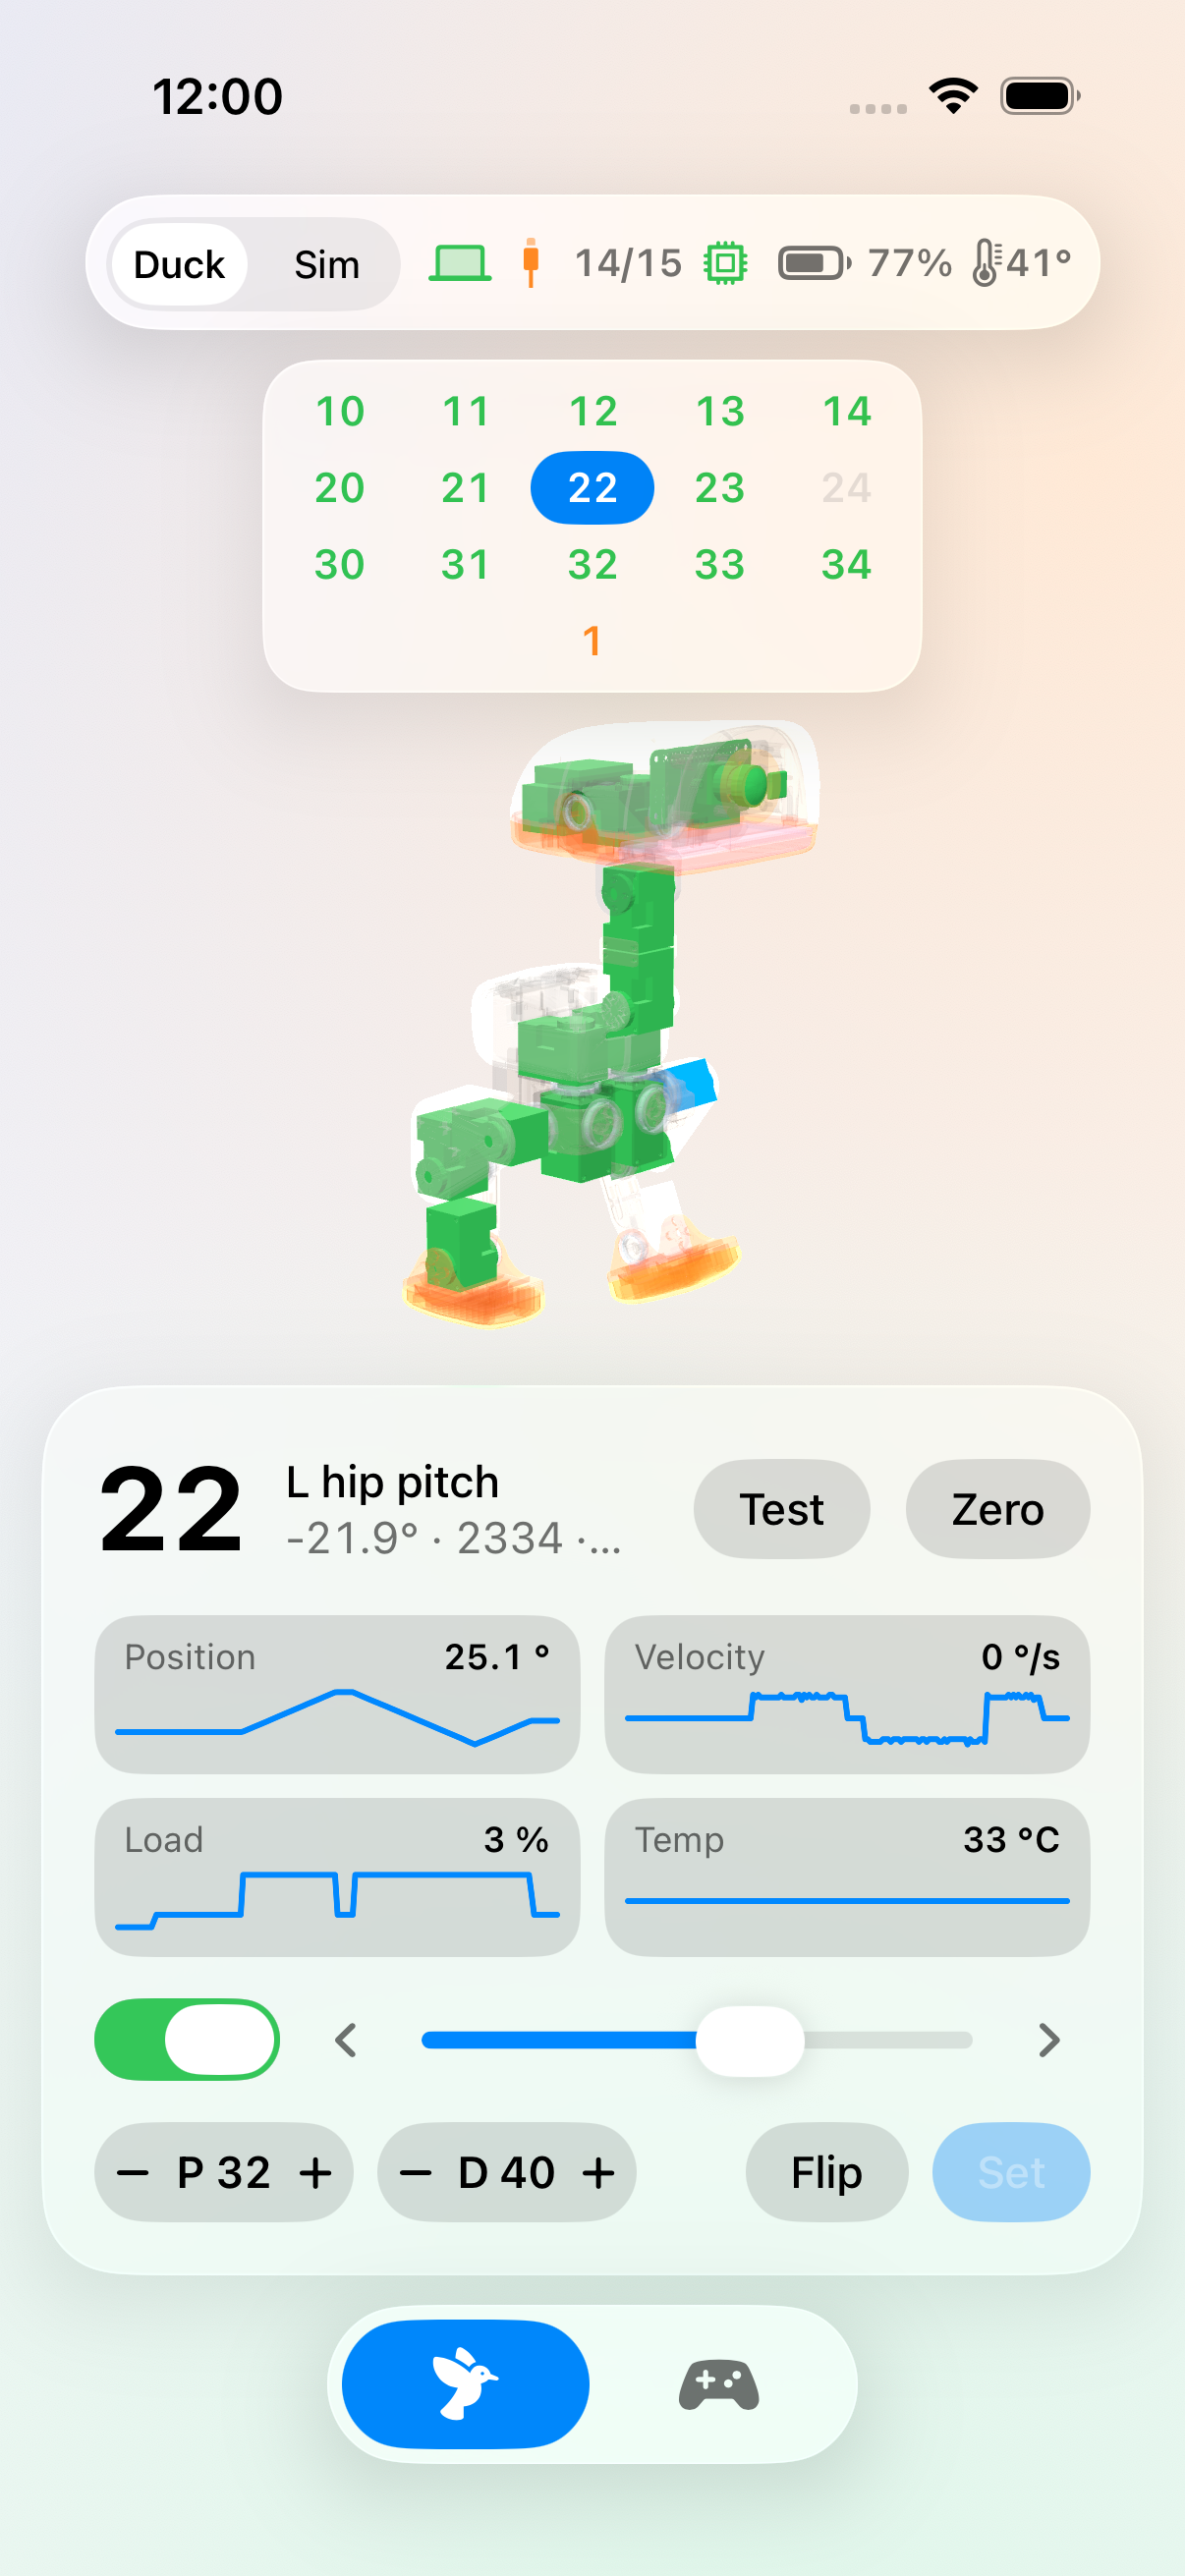 12:00
Duck Sim 14/15 77% 41°
10 11 12 13 14
20 21 22 23 24
30 31 32 33 34
1
22 L hip pitch Test Zero
-21.9° · 2334 ·...
Position 25.1 ° Velocity 0 °/s
Load 3 % Temp 33 °C
− P 32 + − D 40 + Flip Set